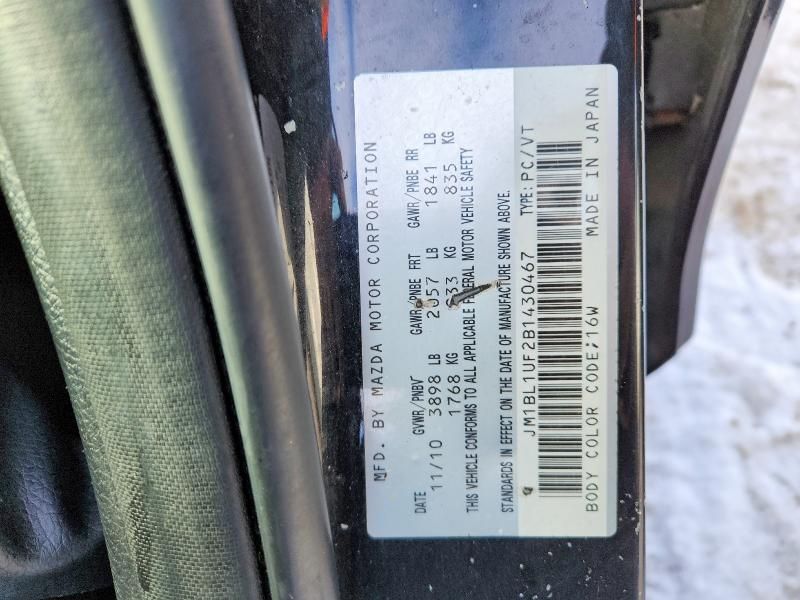 MFD. BY MAZDA MOTOR CORPORATION
DATE GVWR/PNBV GAWR/PNBE FRT GAWR/PNBE RR
11/10 3898 LB 2057 LB 1841 LB
1768 KG 933 KG 835 KG
THIS VEHICLE CONFORMS TO ALL APPLICABLE FEDERAL MOTOR VEHICLE SAFETY
STANDARDS IN EFFECT ON THE DATE OF MANUFACTURE SHOWN ABOVE.
JM1BL1UF2B1430467 TYPE: PC/VT
BODY COLOR CODE;16W MADE IN JAPAN